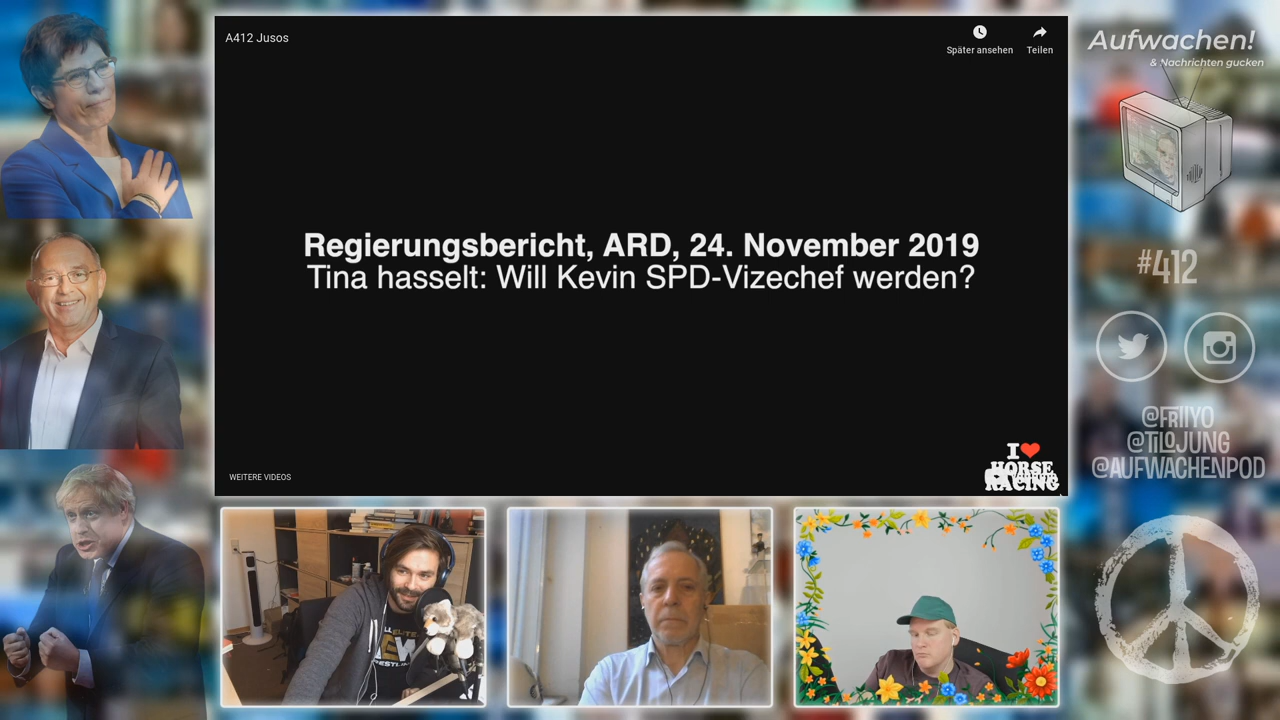 A412 Jusos
Später ansehen
Teilen
Aufwachen!
& Nachrichten gucken
Regierungsbericht, ARD, 24. November 2019
Tina hasselt: Will Kevin SPD-Vizechef werden?
#412
@FRIIYO
@TILOJUNG
@AUFWACHENPOD
WEITERE VIDEOS
I
HORSE
RACING